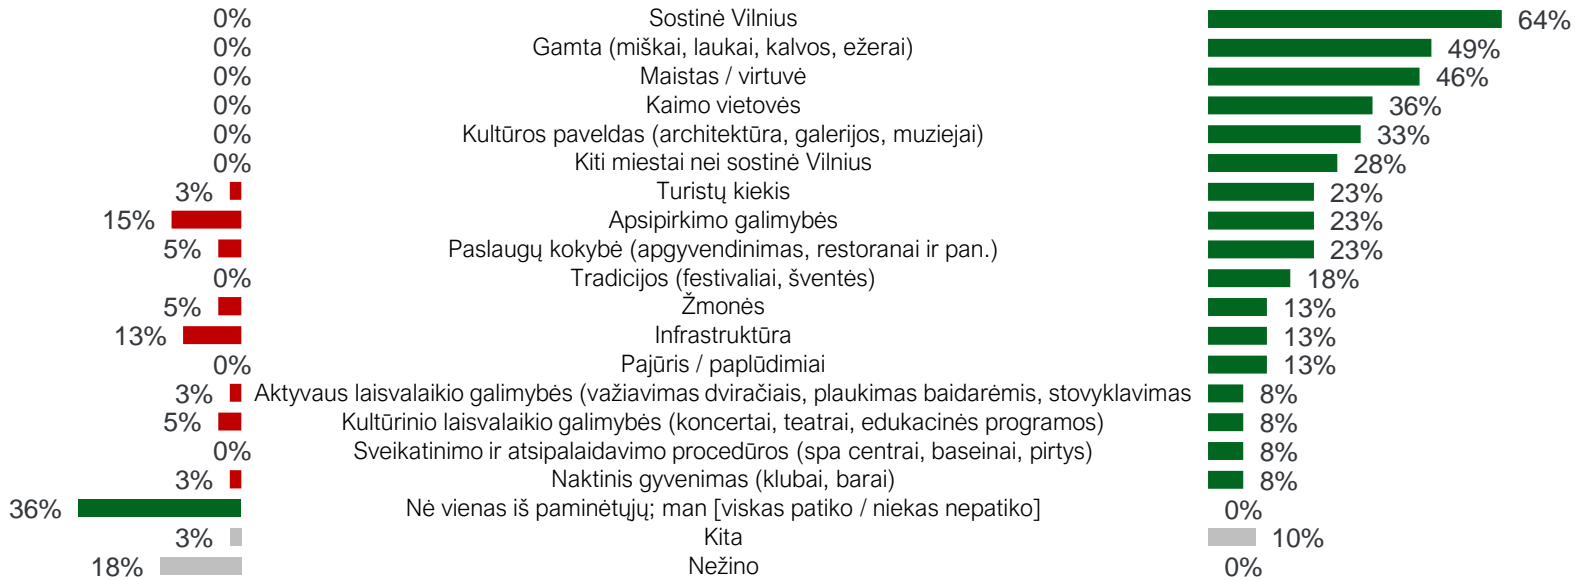 0% Sostinė Vilnius 64%
0% Gamta (miškai, laukai, kalvos, ežerai) 49%
0% Maistas / virtuvė 46%
0% Kaimo vietovės 36%
0% Kultūros paveldas (architektūra, galerijos, muziejai) 33%
0% Kiti miestai nei sostinė Vilnius 28%
3% Turistų kiekis 23%
15% Apsipirkimo galimybės 23%
5% Paslaugų kokybė (apgyvendinimas, restoranai ir pan.) 23%
0% Tradicijos (festivaliai, šventės) 18%
5% Žmonės 13%
13% Infrastruktūra 13%
0% Pajūris / paplūdimiai 13%
3% Aktyvaus laisvalaikio galimybės (važiavimas dviračiais, plaukimas baidarėmis, stovyklavimas 8%
5% Kultūrinio laisvalaikio galimybės (koncertai, teatrai, edukacinės programos) 8%
0% Sveikatinimo ir atsipalaidavimo procedūros (spa centrai, baseinai, pirtys) 8%
3% Naktinis gyvenimas (klubai, barai) 8%
36% Nė vienas iš paminėtųjų; man [viskas patiko / niekas nepatiko] 0%
3% Kita 10%
18% Nežino 0%